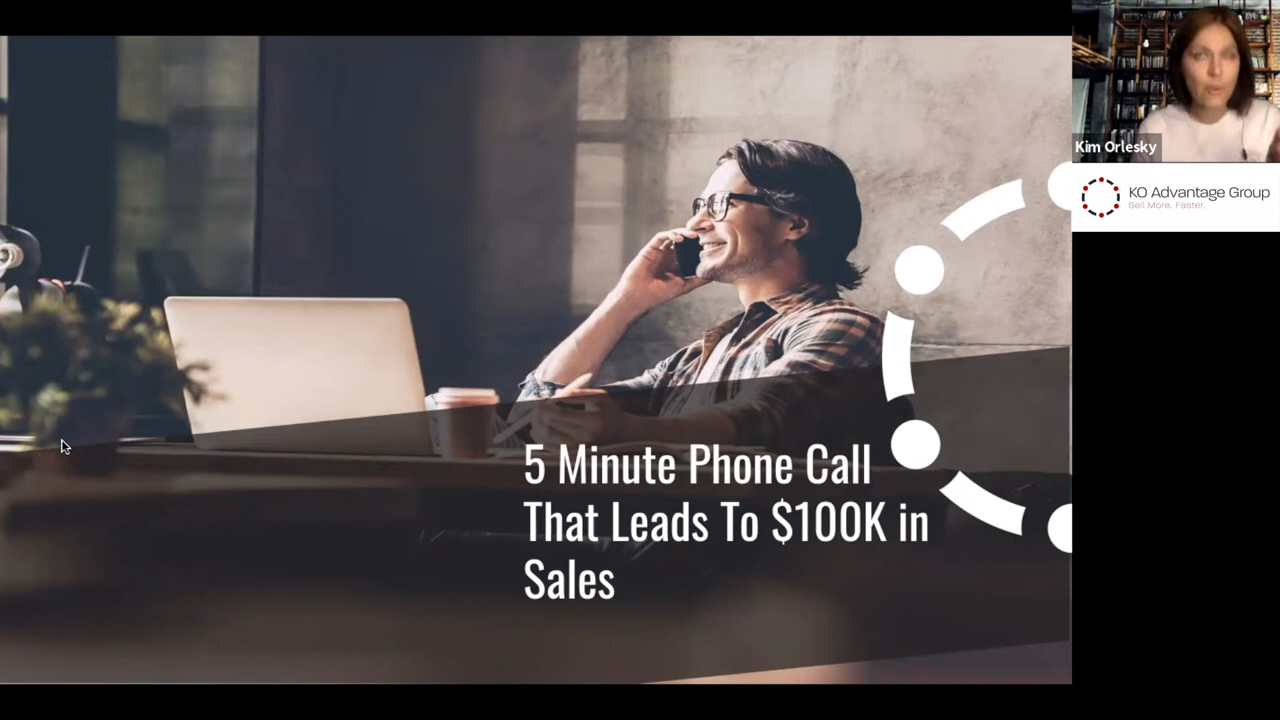 Kim Orlesky
KO Advantage Group
Sell More. Faster.
5 Minute Phone Call
That Leads To $100K in
Sales